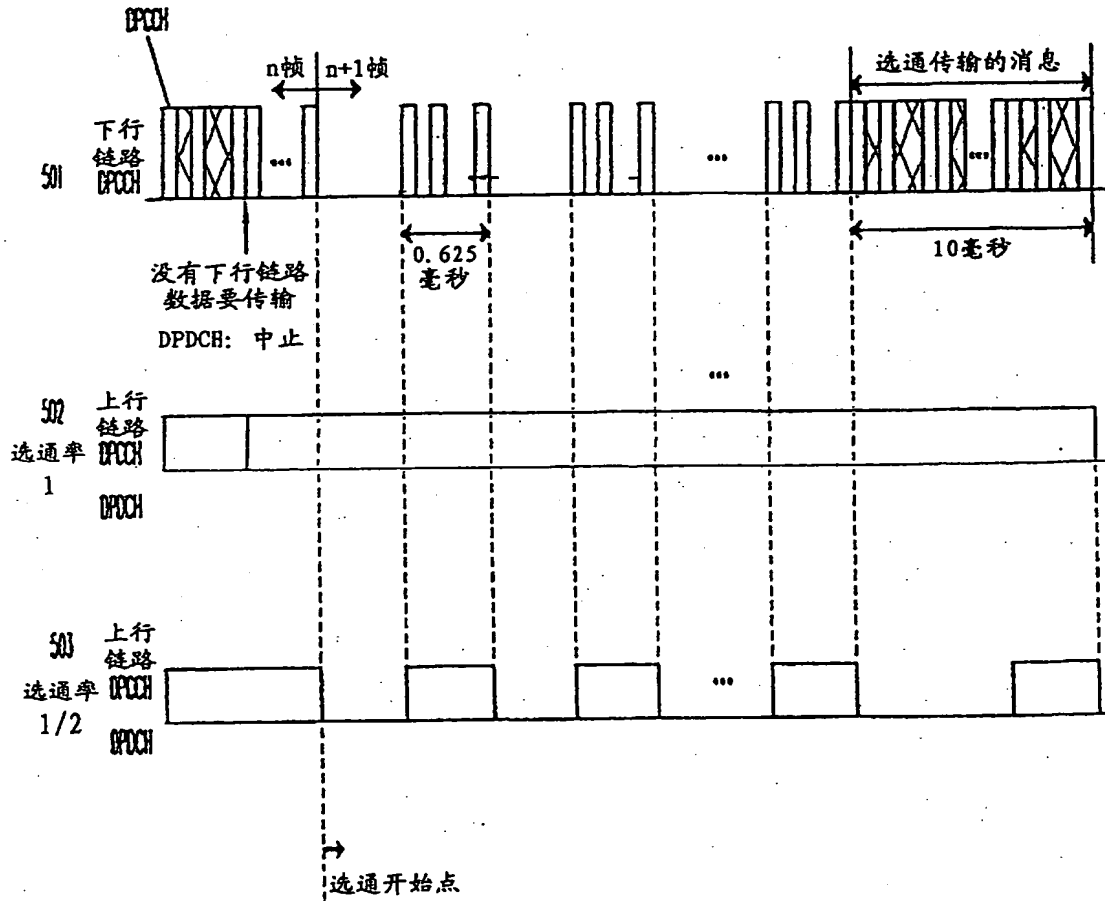 DPCCH
n帧
n+1帧
选通传输的消息
下行
链路
501 DPCCH
...
...
...
0.625
毫秒
10毫秒
没有下行链路
数据要传输
DPDCH: 中止
...
502 上行
链路
选通率 DPCCH
1
DPDCH
503 上行
链路
选通率 DPCCH
...
1/2
DPDCH
选通开始点